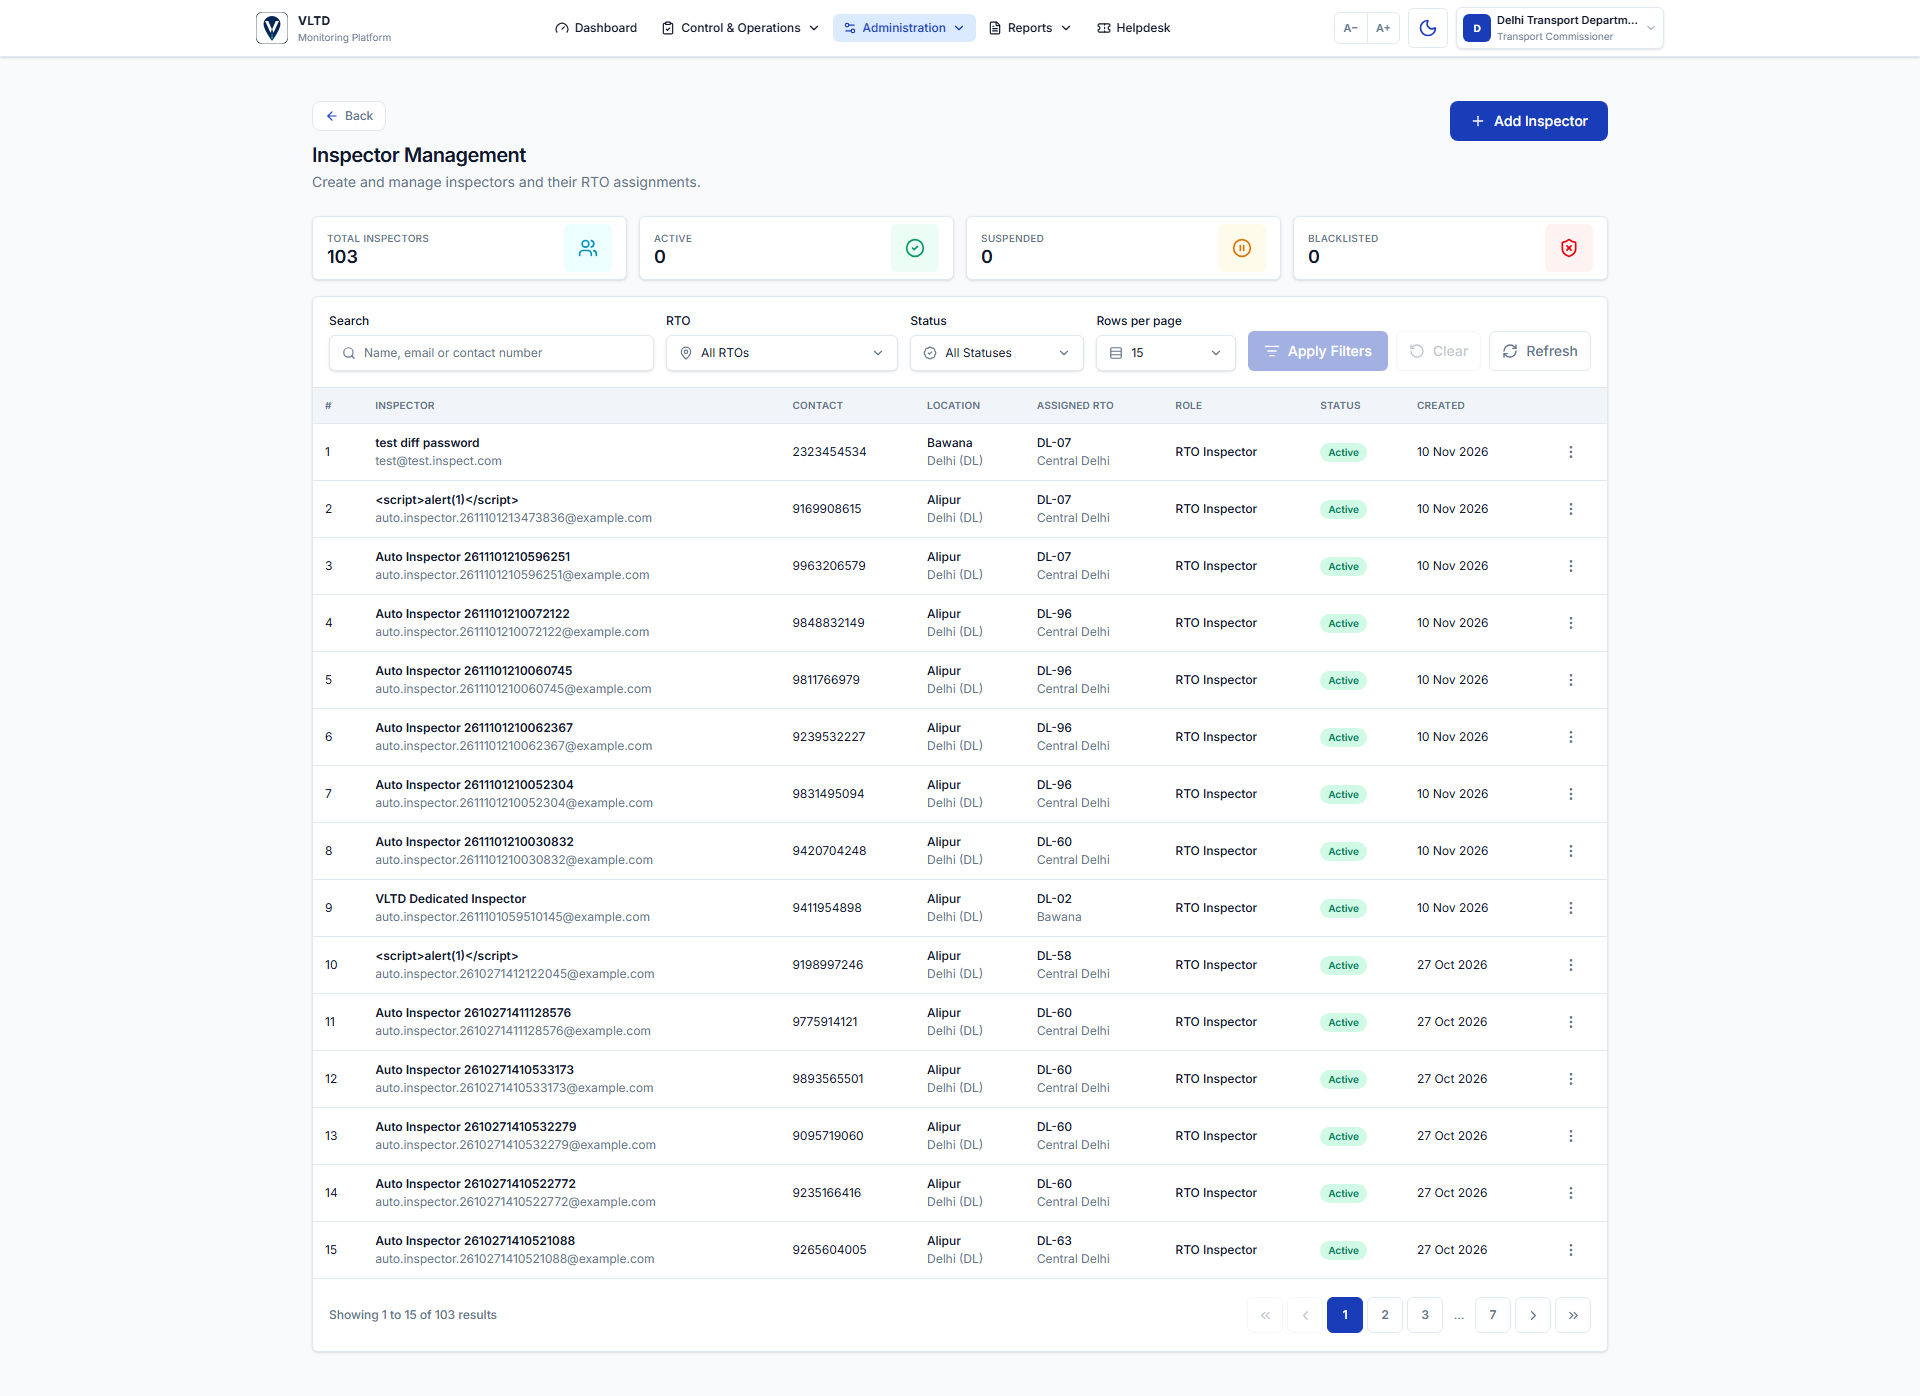 VLTD
Monitoring Platform
Dashboard
Control & Operations
Administration
Reports
Helpdesk
A−
A+
D
Delhi Transport Departm...
Transport Commissioner
Back
Add Inspector
Inspector Management
Create and manage inspectors and their RTO assignments.
TOTAL INSPECTORS
103
ACTIVE
0
SUSPENDED
0
BLACKLISTED
0
Search
RTO
Status
Rows per page
Name, email or contact number
All RTOs
All Statuses
15
Apply Filters
Clear
Refresh
# INSPECTOR CONTACT LOCATION ASSIGNED RTO ROLE STATUS CREATED
test diff password Bawana DL-07
1 2323454534 RTO Inspector Active 10 Nov 2026
test@test.inspect.com Delhi (DL) Central Delhi
<script>alert(1)</script> Alipur DL-07
2 9169908615 RTO Inspector Active 10 Nov 2026
auto.inspector.2611101213473836@example.com Delhi (DL) Central Delhi
Auto Inspector 2611101210596251 Alipur DL-07
3 9963206579 RTO Inspector Active 10 Nov 2026
auto.inspector.2611101210596251@example.com Delhi (DL) Central Delhi
Auto Inspector 2611101210072122 Alipur DL-96
4 9848832149 RTO Inspector Active 10 Nov 2026
auto.inspector.2611101210072122@example.com Delhi (DL) Central Delhi
Auto Inspector 2611101210060745 Alipur DL-96
5 9811766979 RTO Inspector Active 10 Nov 2026
auto.inspector.2611101210060745@example.com Delhi (DL) Central Delhi
Auto Inspector 2611101210062367 Alipur DL-96
6 9239532227 RTO Inspector Active 10 Nov 2026
auto.inspector.2611101210062367@example.com Delhi (DL) Central Delhi
Auto Inspector 2611101210052304 Alipur DL-96
7 9831495094 RTO Inspector Active 10 Nov 2026
auto.inspector.2611101210052304@example.com Delhi (DL) Central Delhi
Auto Inspector 2611101210030832 Alipur DL-60
8 9420704248 RTO Inspector Active 10 Nov 2026
auto.inspector.2611101210030832@example.com Delhi (DL) Central Delhi
VLTD Dedicated Inspector Alipur DL-02
9 9411954898 RTO Inspector Active 10 Nov 2026
auto.inspector.2611101059510145@example.com Delhi (DL) Bawana
<script>alert(1)</script> Alipur DL-58
10 9198997246 RTO Inspector Active 27 Oct 2026
auto.inspector.2610271412122045@example.com Delhi (DL) Central Delhi
Auto Inspector 2610271411128576 Alipur DL-60
11 9775914121 RTO Inspector Active 27 Oct 2026
auto.inspector.2610271411128576@example.com Delhi (DL) Central Delhi
Auto Inspector 2610271410533173 Alipur DL-60
12 9893565501 RTO Inspector Active 27 Oct 2026
auto.inspector.2610271410533173@example.com Delhi (DL) Central Delhi
Auto Inspector 2610271410532279 Alipur DL-60
13 9095719060 RTO Inspector Active 27 Oct 2026
auto.inspector.2610271410532279@example.com Delhi (DL) Central Delhi
Auto Inspector 2610271410522772 Alipur DL-60
14 9235166416 RTO Inspector Active 27 Oct 2026
auto.inspector.2610271410522772@example.com Delhi (DL) Central Delhi
Auto Inspector 2610271410521088 Alipur DL-63
15 9265604005 RTO Inspector Active 27 Oct 2026
auto.inspector.2610271410521088@example.com Delhi (DL) Central Delhi
Showing 1 to 15 of 103 results
« ‹ 1 2 3 ... 7 › »